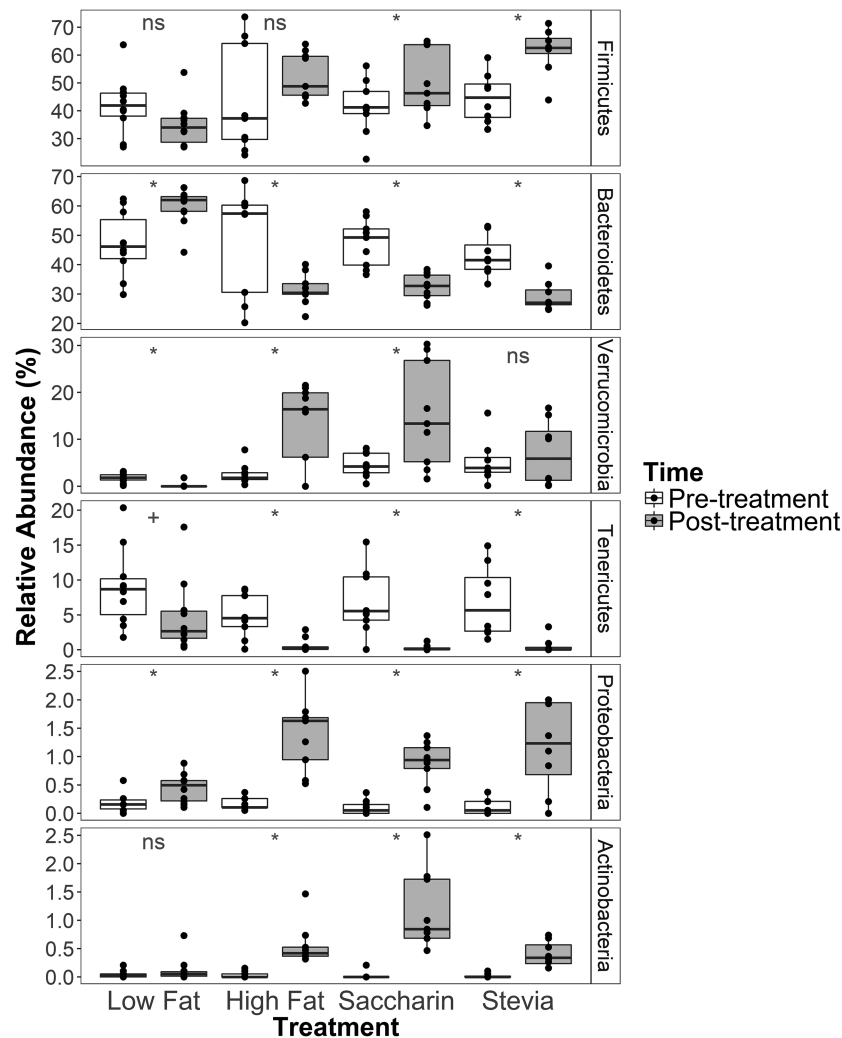 ns ns * * Firmicutes
70
60
50
40
30
* * * * Bacteroidetes
70
60
50
40
30
20
* * * ns Verrucomicrobia
30
20
10
0
+ * * * Tenericutes
20
15
10
5
0
* * * * Proteobacteria
2.5
2.0
1.5
1.0
0.5
0.0
ns * * * Actinobacteria
2.5
2.0
1.5
1.0
0.5
0.0
Relative Abundance (%)
Low Fat High Fat Saccharin Stevia
Treatment
Time
Pre-treatment
Post-treatment